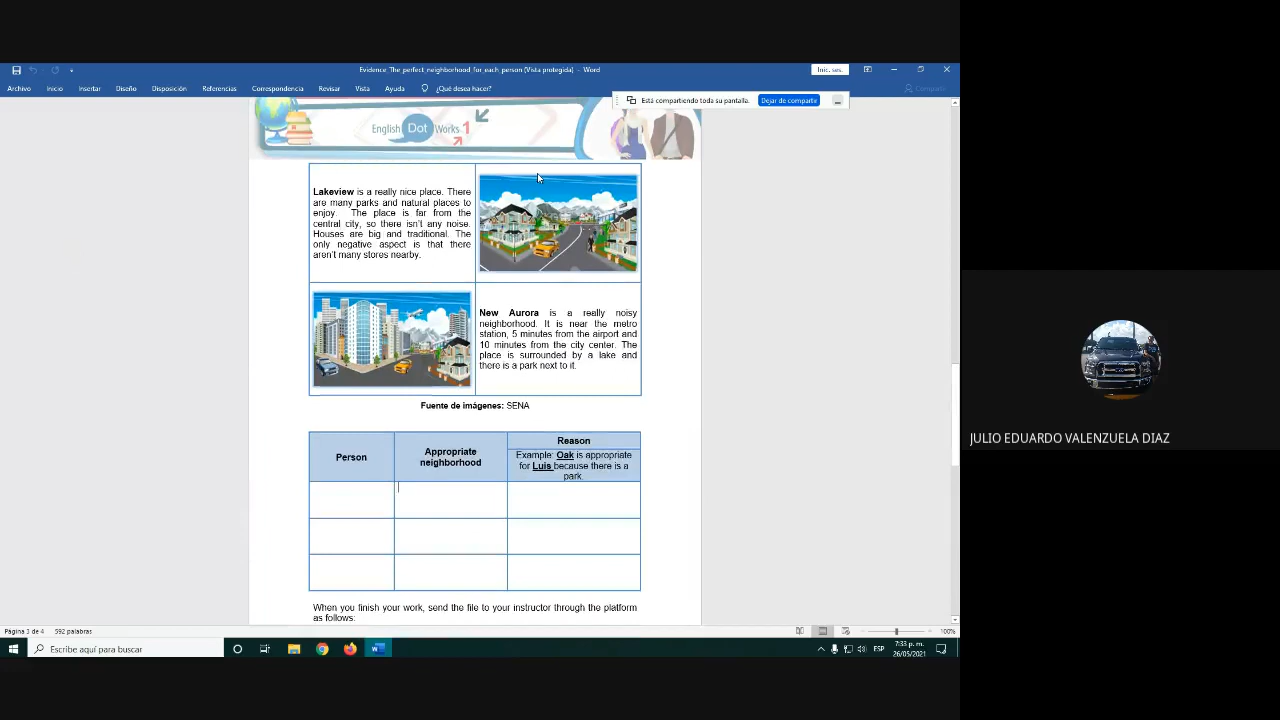 Evidence_The_perfect_neighborhood_for_each_person (Vista protegida) - Word
Inic. ses.
Archivo Inicio Insertar Diseño Disposición Referencias Correspondencia Revisar Vista Ayuda ¿Qué desea hacer? Compartir
Está compartiendo toda su pantalla. Dejar de compartir
English Dot Works 1
Lakeview is a really nice place. There
are many parks and natural places to
enjoy. The place is far from the
central city, so there isn't any noise.
Houses are big and traditional. The
only negative aspect is that there
aren't many stores nearby.
New Aurora is a really noisy
neighborhood. It is near the metro
station, 5 minutes from the airport and
10 minutes from the city center. The
place is surrounded by a lake and
there is a park next to it.
Fuente de imágenes: SENA
Person
Appropriate
neighborhood
Reason
Example: Oak is appropriate
for Luis because there is a
park.
When you finish your work, send the file to your instructor through the platform
as follows:
JULIO EDUARDO VALENZUELA DIAZ
Página 3 de 4 592 palabras
100%
Escribe aquí para buscar
ESP
7:33 p. m.
26/05/2021